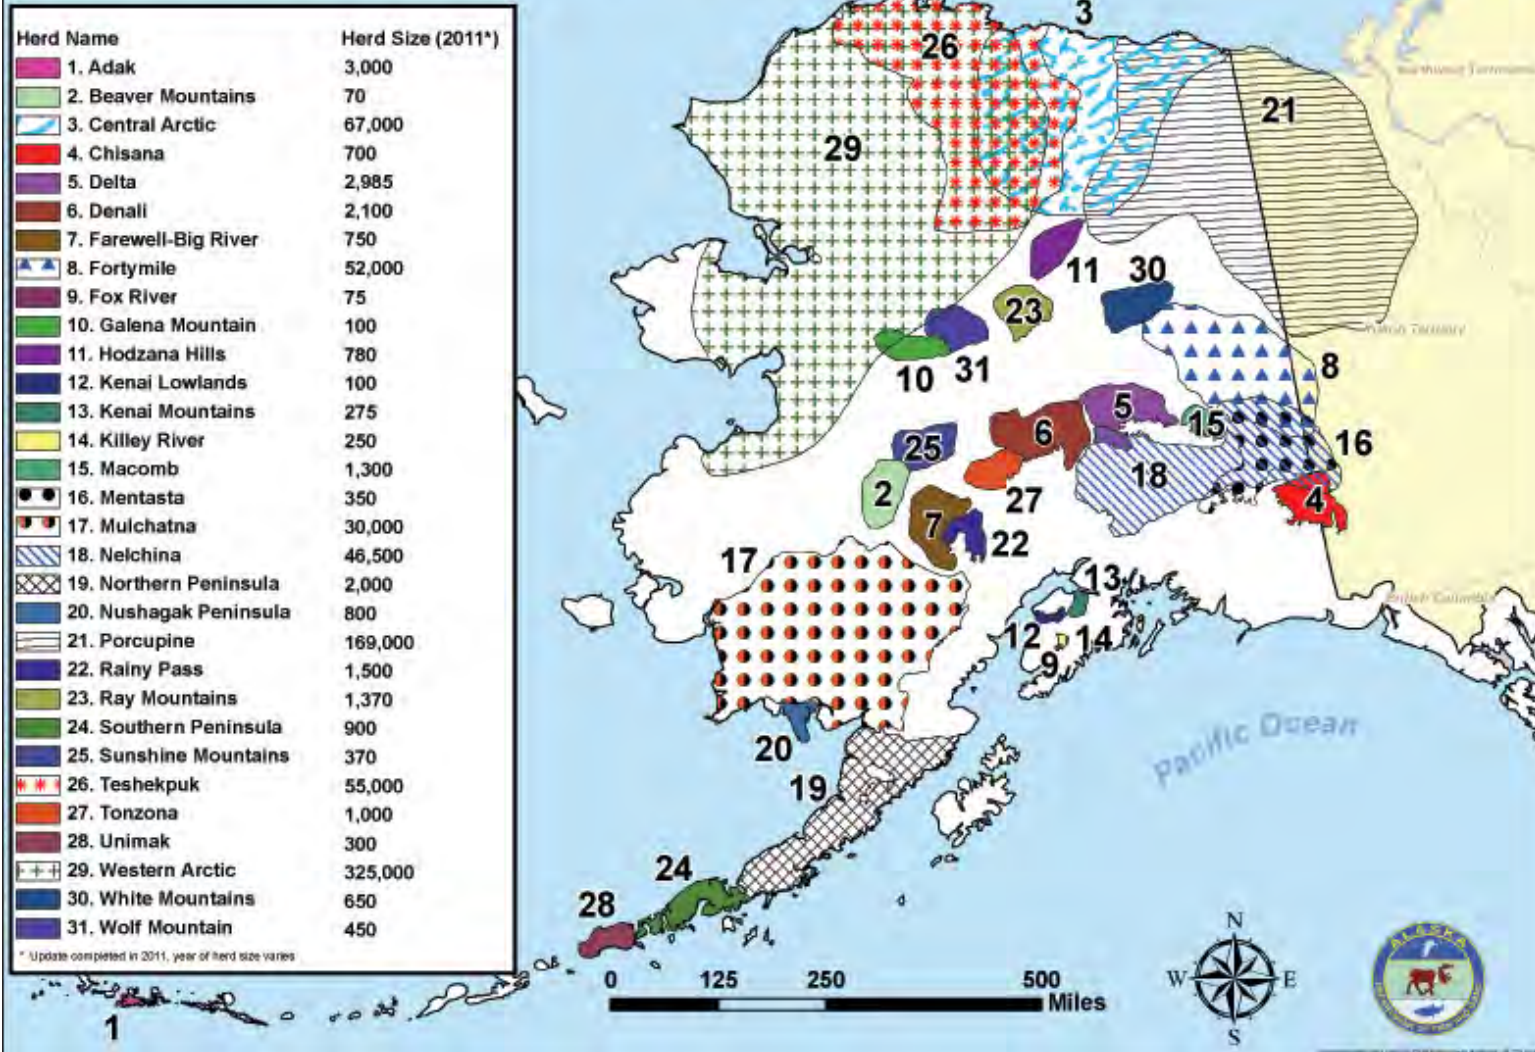 Herd Name Herd Size (2011*)
1. Adak 3,000
2. Beaver Mountains 70
3. Central Arctic 67,000
4. Chisana 700
5. Delta 2,985
6. Denali 2,100
7. Farewell-Big River 750
8. Fortymile 52,000
9. Fox River 75
10. Galena Mountain 100
11. Hodzana Hills 780
12. Kenai Lowlands 100
13. Kenai Mountains 275
14. Killey River 250
15. Macomb 1,300
16. Mentasta 350
17. Mulchatna 30,000
18. Nelchina 46,500
19. Northern Peninsula 2,000
20. Nushagak Peninsula 800
21. Porcupine 169,000
22. Rainy Pass 1,500
23. Ray Mountains 1,370
24. Southern Peninsula 900
25. Sunshine Mountains 370
26. Teshekpuk 55,000
27. Tonzona 1,000
28. Unimak 300
29. Western Arctic 325,000
30. White Mountains 650
31. Wolf Mountain 450
* Update completed in 2011, year of herd size varies
3
26
21
29
11
30
23
10
31
8
5
15
6
16
25
18
27
2
4
7
22
17
13
12
14
9
20
19
24
28
1
Northwest Territories
Yukon Territory
British Columbia
Pacific Ocean
0 125 250 500
Miles
N
W E
S
ALASKA